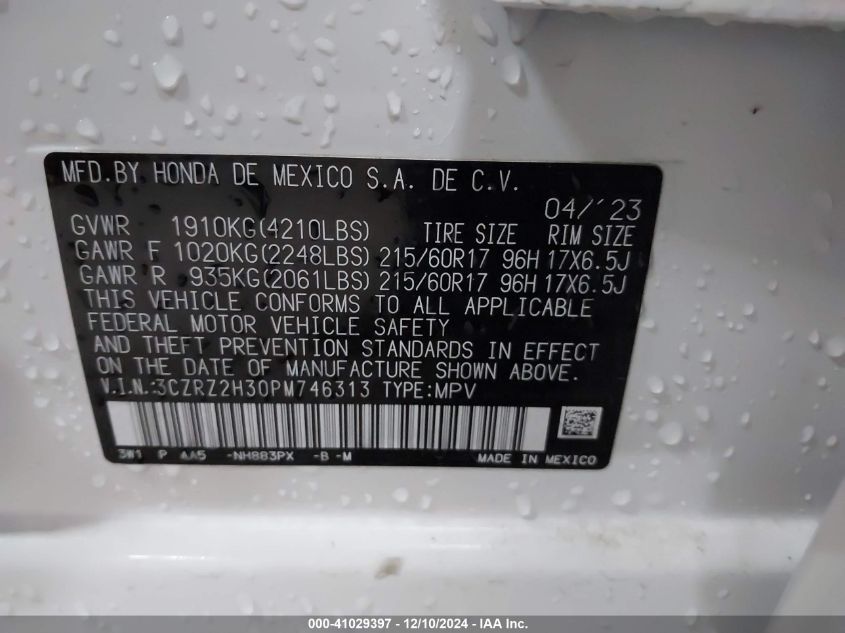 MFD.BY HONDA DE MEXICO S.A. DE C.V.
04/'23
GVWR 1910KG(4210LBS) TIRE SIZE RIM SIZE
GAWR F 1020KG(2248LBS) 215/60R17 96H 17X6.5J
GAWR R 935KG(2061LBS) 215/60R17 96H 17X6.5J
THIS VEHICLE CONFORMS TO ALL APPLICABLE
FEDERAL MOTOR VEHICLE SAFETY
AND THEFT PREVENTION STANDARDS IN EFFECT
ON THE DATE OF MANUFACTURE SHOWN ABOVE.
V.I.N.:3CZRZ2H30PM746313 TYPE:MPV
3W1 P AA5 -NH883PX -B -M MADE IN MEXICO
000-41029397 - 12/10/2024 - IAA Inc.